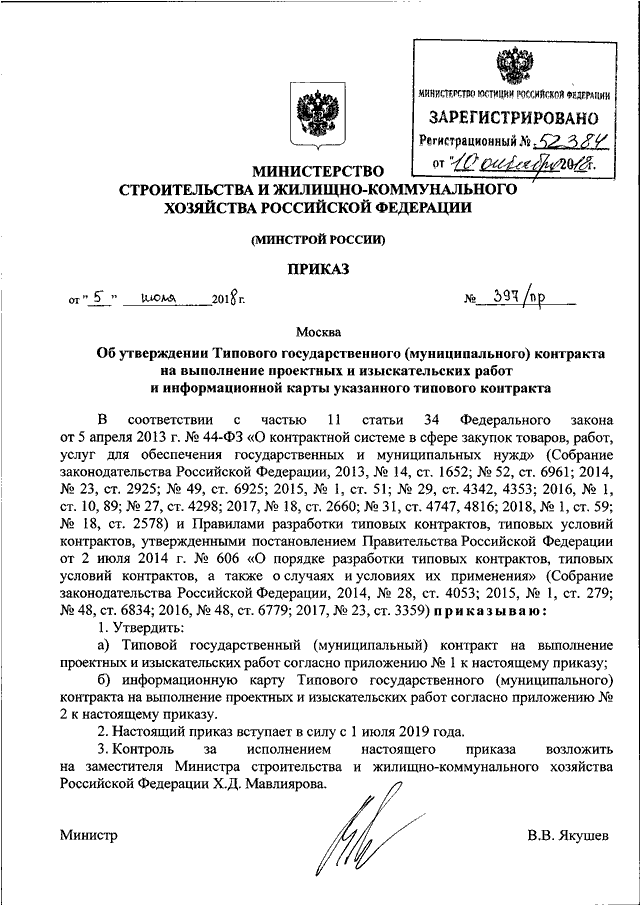 МИНИСТЕРСТВО ЮСТИЦИИ РОССИЙСКОЙ ФЕДЕРАЦИИ
ЗАРЕГИСТРИРОВАНО
Регистрационный № 52384
от "10 октября 2018г.
МИНИСТЕРСТВО
СТРОИТЕЛЬСТВА И ЖИЛИЩНО-КОММУНАЛЬНОГО
ХОЗЯЙСТВА РОССИЙСКОЙ ФЕДЕРАЦИИ
(МИНСТРОЙ РОССИИ)
ПРИКАЗ
от " 5 " июля 2018 г. № 397/пр
Москва
Об утверждении Типового государственного (муниципального) контракта
на выполнение проектных и изыскательских работ
и информационной карты указанного типового контракта
В соответствии с частью 11 статьи 34 Федерального закона
от 5 апреля 2013 г. № 44-ФЗ «О контрактной системе в сфере закупок товаров, работ,
услуг для обеспечения государственных и муниципальных нужд» (Собрание
законодательства Российской Федерации, 2013, № 14, ст. 1652; № 52, ст. 6961; 2014,
№ 23, ст. 2925; № 49, ст. 6925; 2015, № 1, ст. 51; № 29, ст. 4342, 4353; 2016, № 1,
ст. 10, 89; № 27, ст. 4298; 2017, № 18, ст. 2660; № 31, ст. 4747, 4816; 2018, № 1, ст. 59;
№ 18, ст. 2578) и Правилами разработки типовых контрактов, типовых условий
контрактов, утвержденными постановлением Правительства Российской Федерации
от 2 июля 2014 г. № 606 «О порядке разработки типовых контрактов, типовых
условий контрактов, а также о случаях и условиях их применения» (Собрание
законодательства Российской Федерации, 2014, № 28, ст. 4053; 2015, № 1, ст. 279;
№ 48, ст. 6834; 2016, № 48, ст. 6779; 2017, № 23, ст. 3359) приказываю:
1. Утвердить:
а) Типовой государственный (муниципальный) контракт на выполнение
проектных и изыскательских работ согласно приложению № 1 к настоящему приказу;
б) информационную карту Типового государственного (муниципального)
контракта на выполнение проектных и изыскательских работ согласно приложению №
2 к настоящему приказу.
2. Настоящий приказ вступает в силу с 1 июля 2019 года.
3. Контроль за исполнением настоящего приказа возложить
на заместителя Министра строительства и жилищно-коммунального хозяйства
Российской Федерации Х.Д. Мавлиярова.
Министр В.В. Якушев